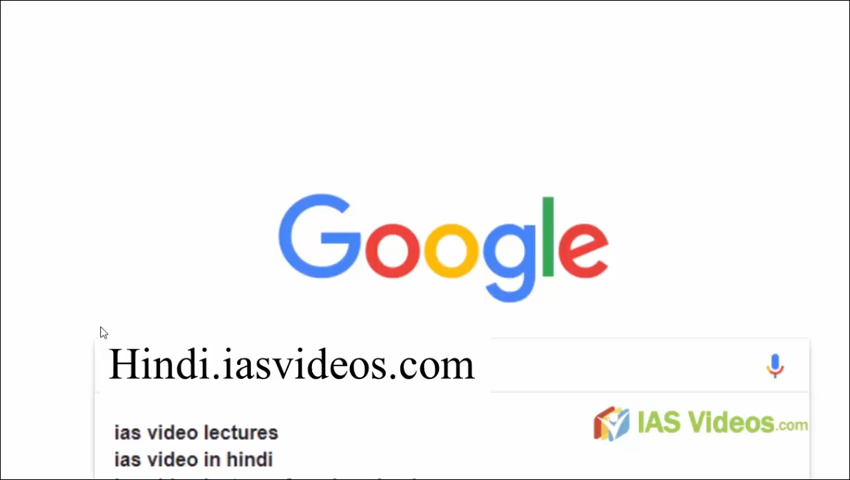 Google
Hindi.iasvideos.com
IAS Videos.com
ias video lectures
ias video in hindi